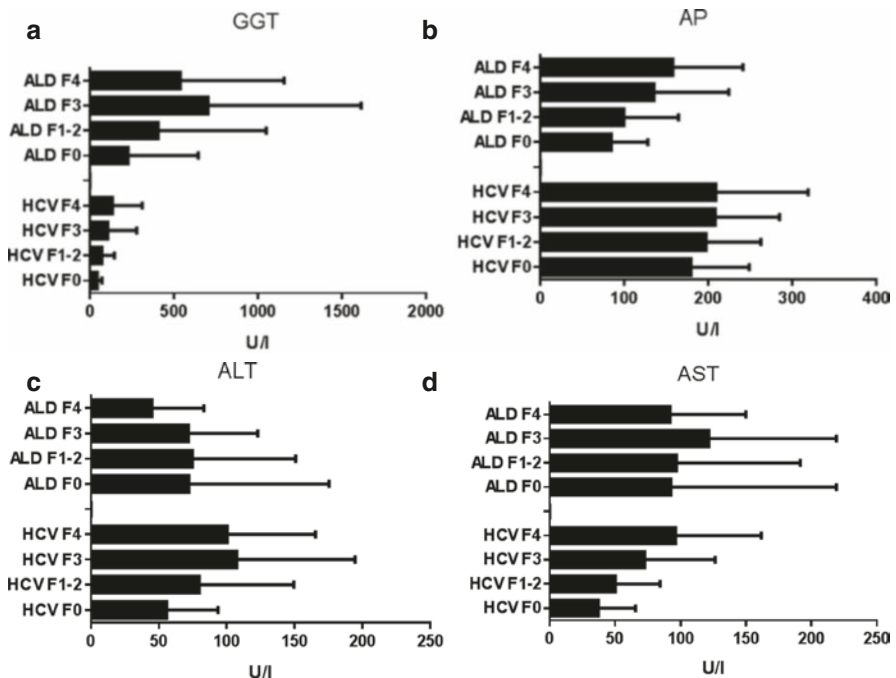 a
GGT
ALD F4
ALD F3
ALD F1-2
ALD F0
HCV F4
HCV F3
HCV F1-2
HCV F0
0 500 1000 1500 2000
U/l
b
AP
ALD F4
ALD F3
ALD F1-2
ALD F0
HCV F4
HCV F3
HCV F1-2
HCV F0
0 100 200 300 400
U/l
c
ALT
ALD F4
ALD F3
ALD F1-2
ALD F0
HCV F4
HCV F3
HCV F1-2
HCV F0
0 50 100 150 200 250
U/l
d
AST
ALD F4
ALD F3
ALD F1-2
ALD F0
HCV F4
HCV F3
HCV F1-2
HCV F0
0 50 100 150 200 250
U/l